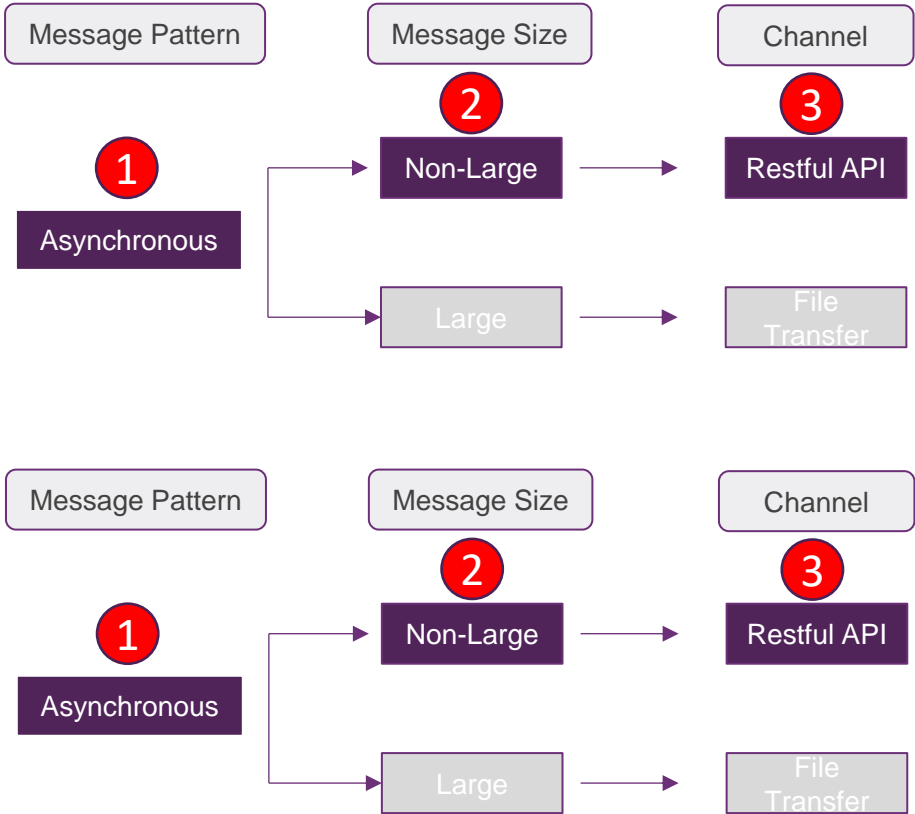 Message Pattern
Message Size
Channel
2
3
1
Non-Large
Restful API
Asynchronous
Large
File
Transfer
Message Pattern
Message Size
Channel
2
3
1
Non-Large
Restful API
Asynchronous
Large
File
Transfer